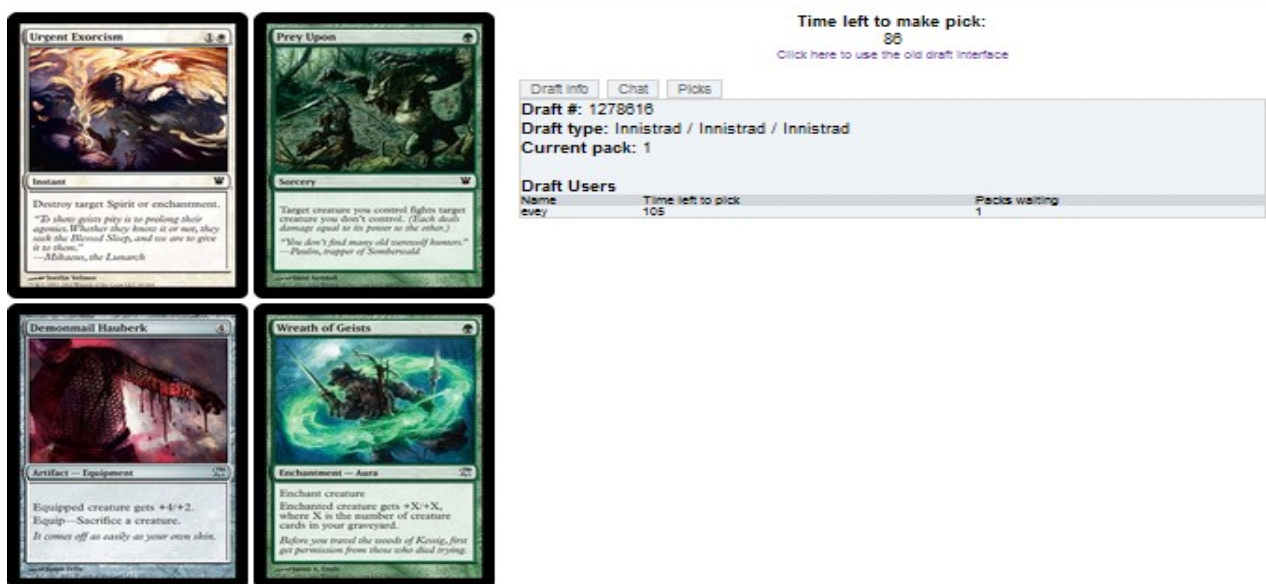 Urgent Exorcism
Instant
Destroy target Spirit or enchantment.
"To show geists pity is to prolong their
agonies. Whether they know it or not, they
seek the Blessed Sleep, and we are to give
it to them."
—Mikaeus, the Lunarch
Prey Upon
Sorcery
Target creature you control fights target
creature you don't control. (Each deals
damage equal to its power to the other.)
"You don't find many old werewolf hunters."
—Paulin, trapper of Somberwald
Demonmail Hauberk 4
Artifact — Equipment
Equipped creature gets +4/+2.
Equip—Sacrifice a creature.
It comes off as easily as your own skin.
Wreath of Geists
Enchantment — Aura
Enchant creature
Enchanted creature gets +X/+X,
where X is the number of creature
cards in your graveyard.
Before you travel the woods of Kessig, first
get permission from those who died trying.
Time left to make pick:
86
Click here to use the old draft interface
Draft Info Chat Picks
Draft #: 1278616
Draft type: Innistrad / Innistrad / Innistrad
Current pack: 1
Draft Users
Name Time left to pick Packs waiting
evey 105 1